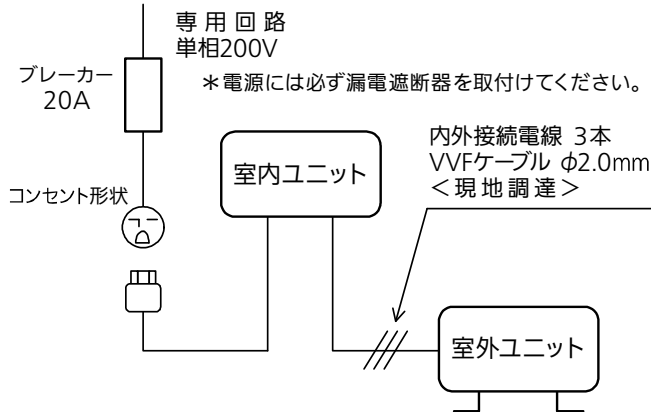 専用回路
単相200V
ブレーカー
20A
＊電源には必ず漏電遮断器を取付けてください。
内外接続電線 3本
VVFケーブル φ2.0mm
＜現地調達＞
室内ユニット
コンセント形状
室外ユニット